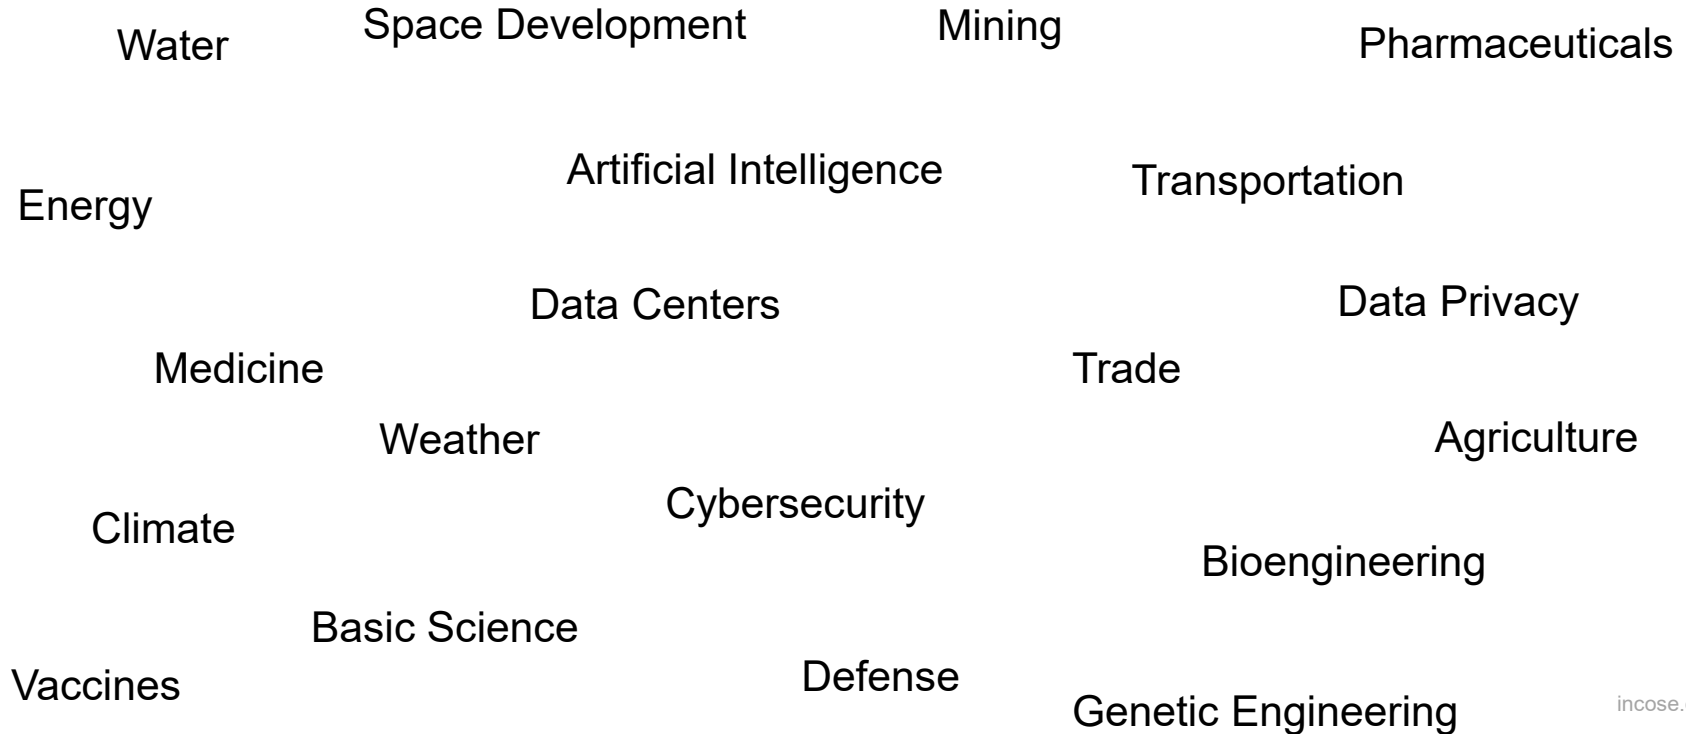 Water
Space Development
Mining
Pharmaceuticals
Artificial Intelligence
Transportation
Energy
Data Centers
Data Privacy
Medicine
Trade
Weather
Agriculture
Cybersecurity
Climate
Bioengineering
Basic Science
Vaccines
Defense
Genetic Engineering
incose.